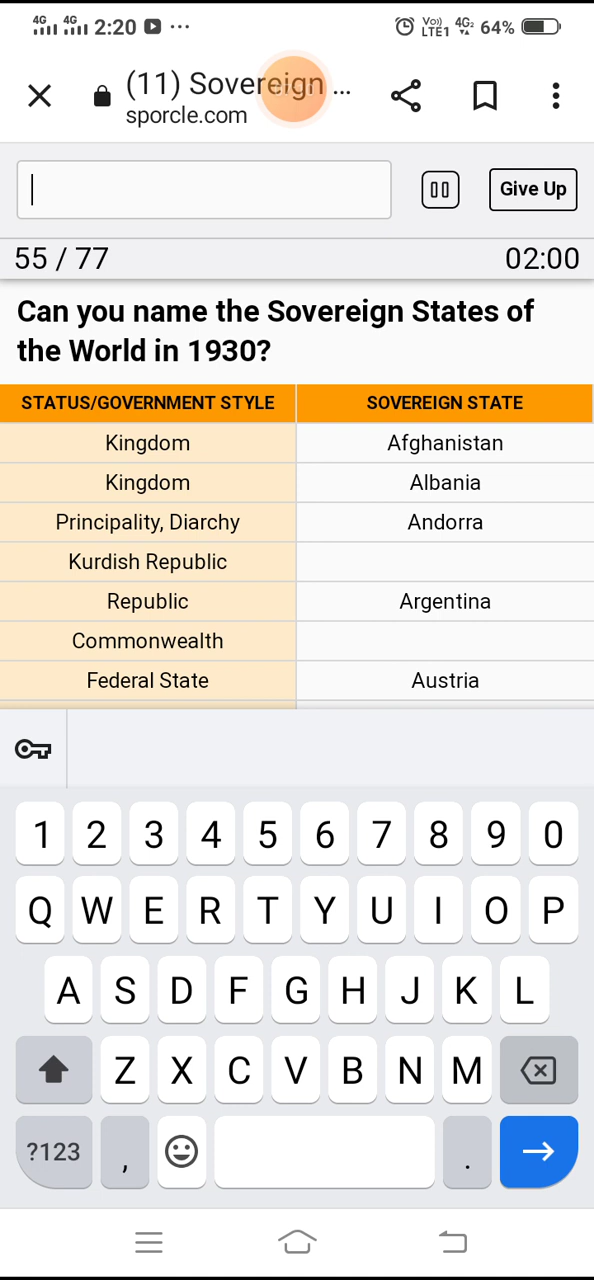 4G 4G 2:20 ... Vo)) LTE1 4G 64%
(11) Sovereign ...
sporcle.com
Give Up
55 / 77 02:00
Can you name the Sovereign States of
the World in 1930?
STATUS/GOVERNMENT STYLE SOVEREIGN STATE
Kingdom Afghanistan
Kingdom Albania
Principality, Diarchy Andorra
Kurdish Republic
Republic Argentina
Commonwealth
Federal State Austria
1 2 3 4 5 6 7 8 9 0
Q W E R T Y U I O P
A S D F G H J K L
Z X C V B N M
?123 , .